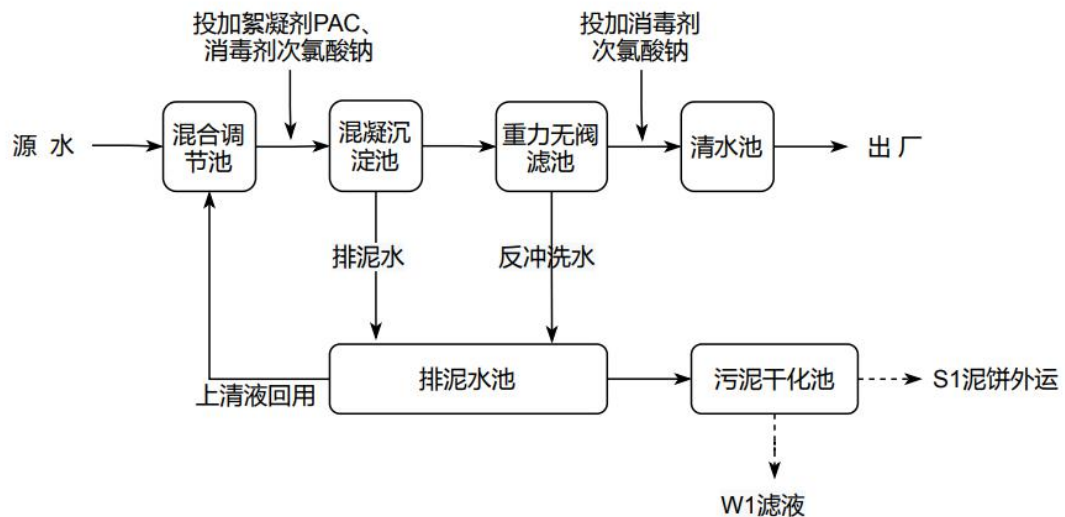 投加絮凝剂PAC、
消毒剂次氯酸钠
投加消毒剂
次氯酸钠
源 水
混合调
节池
混凝沉
淀池
重力无阀
滤池
清水池
出 厂
排泥水
反冲洗水
上清液回用
排泥水池
污泥干化池
S1泥饼外运
W1滤液